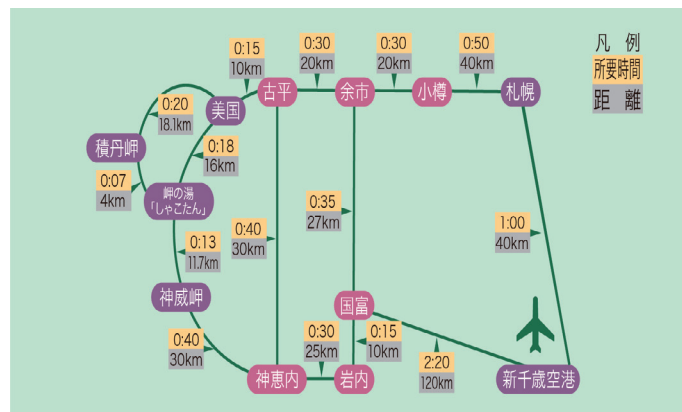 凡 例
所要時間
距 離
0:15
10km
0:30
20km
0:30
20km
0:50
40km
古平
余市
小樽
札幌
美国
0:20
18.1km
0:18
16km
積丹岬
0:07
4km
岬の湯
「しゃこたん」
0:13
11.7km
0:40
30km
0:35
27km
1:00
40km
神威岬
国富
0:40
30km
0:30
25km
0:15
10km
2:20
120km
神恵内
岩内
新千歳空港